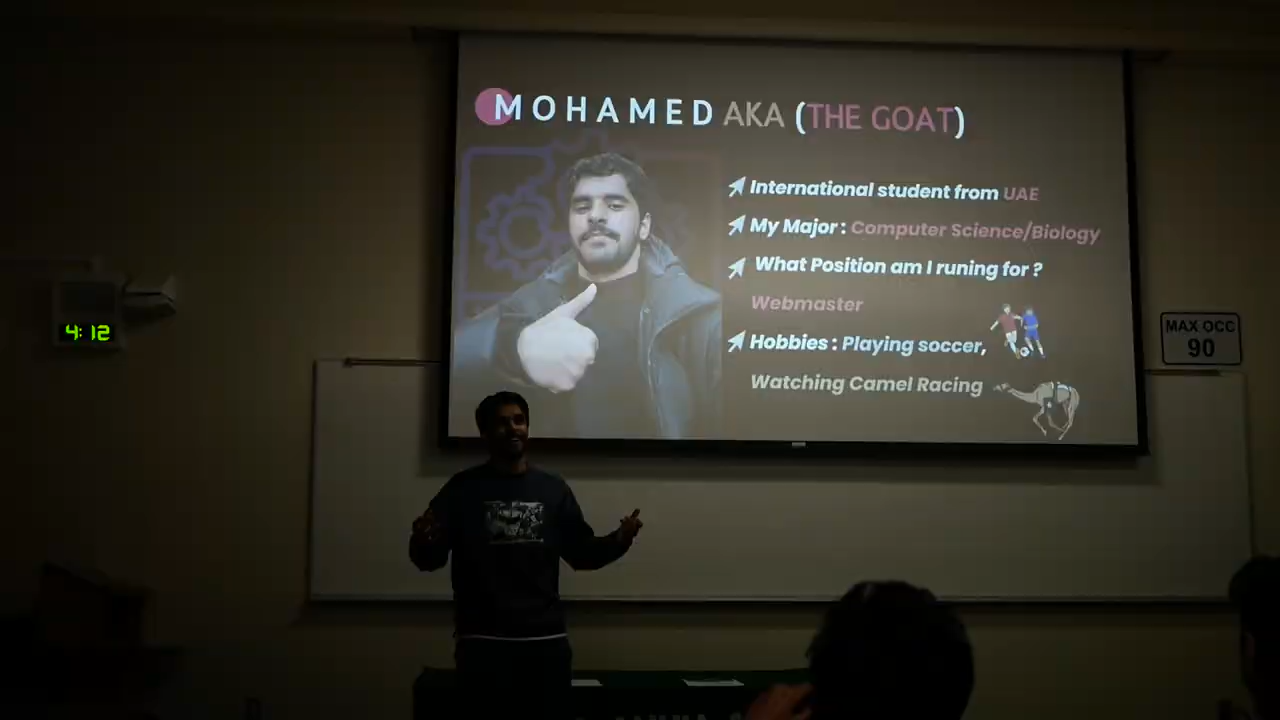 MOHAMED AKA (THE GOAT)
International student from UAE
My Major : Computer Science/Biology
What Position am I runing for ?
Webmaster
Hobbies : Playing soccer,
Watching Camel Racing
4:12
MAX OCC
90